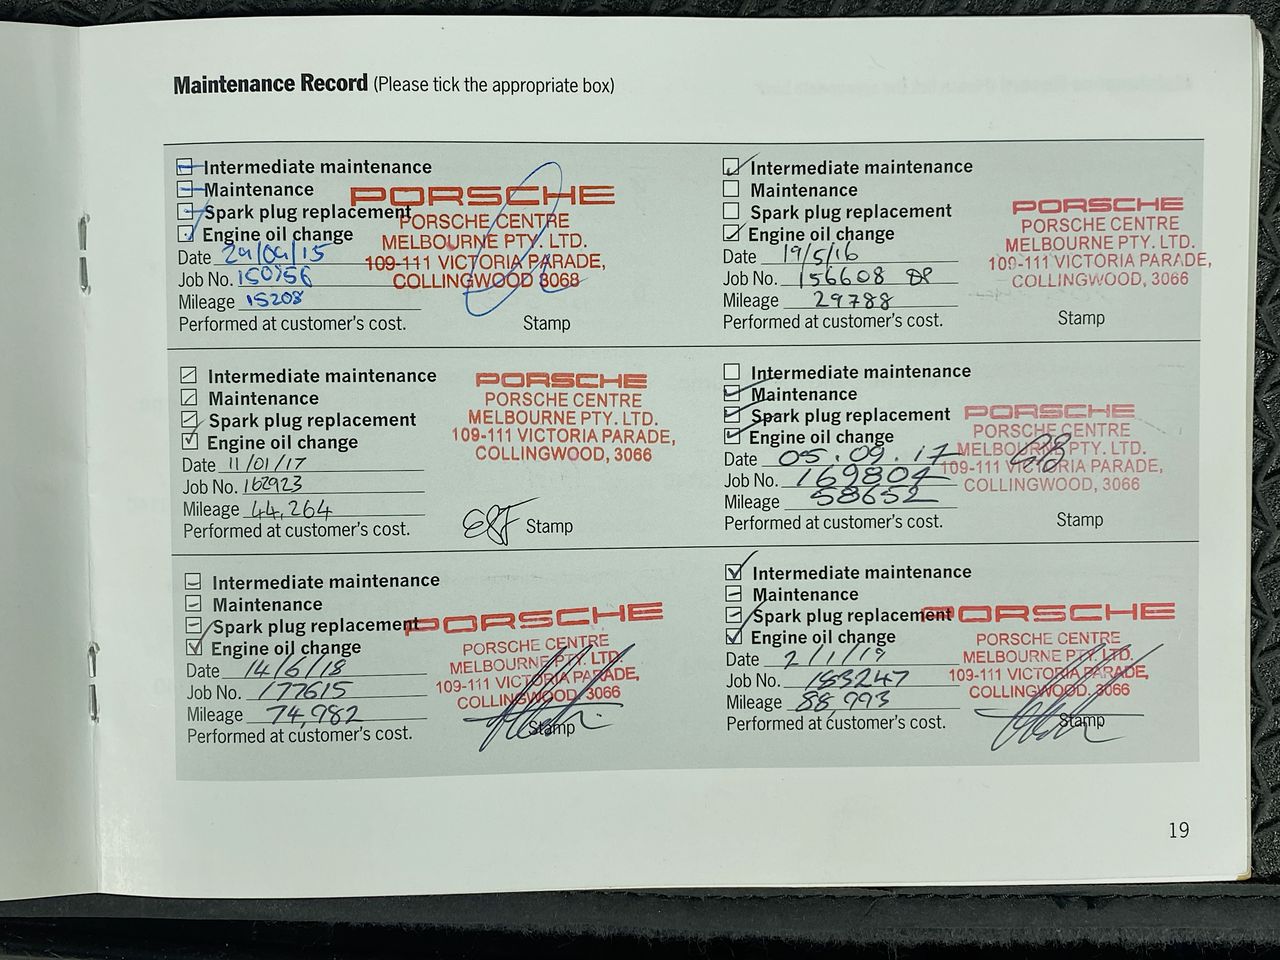 Maintenance Record (Please tick the appropriate box)
Intermediate maintenance
Maintenance
Spark plug replacement
Engine oil change
Date 29/09/15
Job No. 150956
Mileage 15208
Performed at customer's cost.
Stamp
PORSCHE
PORSCHE CENTRE
MELBOURNE PTY. LTD.
109-111 VICTORIA PARADE,
COLLINGWOOD 3068
Intermediate maintenance
Maintenance
Spark plug replacement
Engine oil change
Date 19/5/16
Job No. 156608
Mileage 29788
Performed at customer's cost.
Stamp
PORSCHE
PORSCHE CENTRE
MELBOURNE PTY. LTD.
109-111 VICTORIA PARADE,
COLLINGWOOD, 3066
Intermediate maintenance
Maintenance
Spark plug replacement
Engine oil change
Date 11/01/17
Job No. 162923
Mileage 44,264
Performed at customer's cost.
Stamp
PORSCHE
PORSCHE CENTRE
MELBOURNE PTY. LTD.
109-111 VICTORIA PARADE,
COLLINGWOOD, 3066
Intermediate maintenance
Maintenance
Spark plug replacement
Engine oil change
Date 05.09.17
Job No. 169804
Mileage 58652
Performed at customer's cost.
Stamp
PORSCHE
PORSCHE CENTRE
MELBOURNE PTY. LTD.
109-111 VICTORIA PARADE,
COLLINGWOOD, 3066
Intermediate maintenance
Maintenance
Spark plug replacement
Engine oil change
Date 14/6/18
Job No. 177615
Mileage 74,982
Performed at customer's cost.
Stamp
PORSCHE
PORSCHE CENTRE
MELBOURNE PTY. LTD.
109-111 VICTORIA PARADE,
COLLINGWOOD 3066
Intermediate maintenance
Maintenance
Spark plug replacement
Engine oil change
Date 2/1/19
Job No. 183247
Mileage 88,993
Performed at customer's cost.
Stamp
PORSCHE
PORSCHE CENTRE
MELBOURNE PTY. LTD.
109-111 VICTORIA PARADE,
COLLINGWOOD. 3066
19